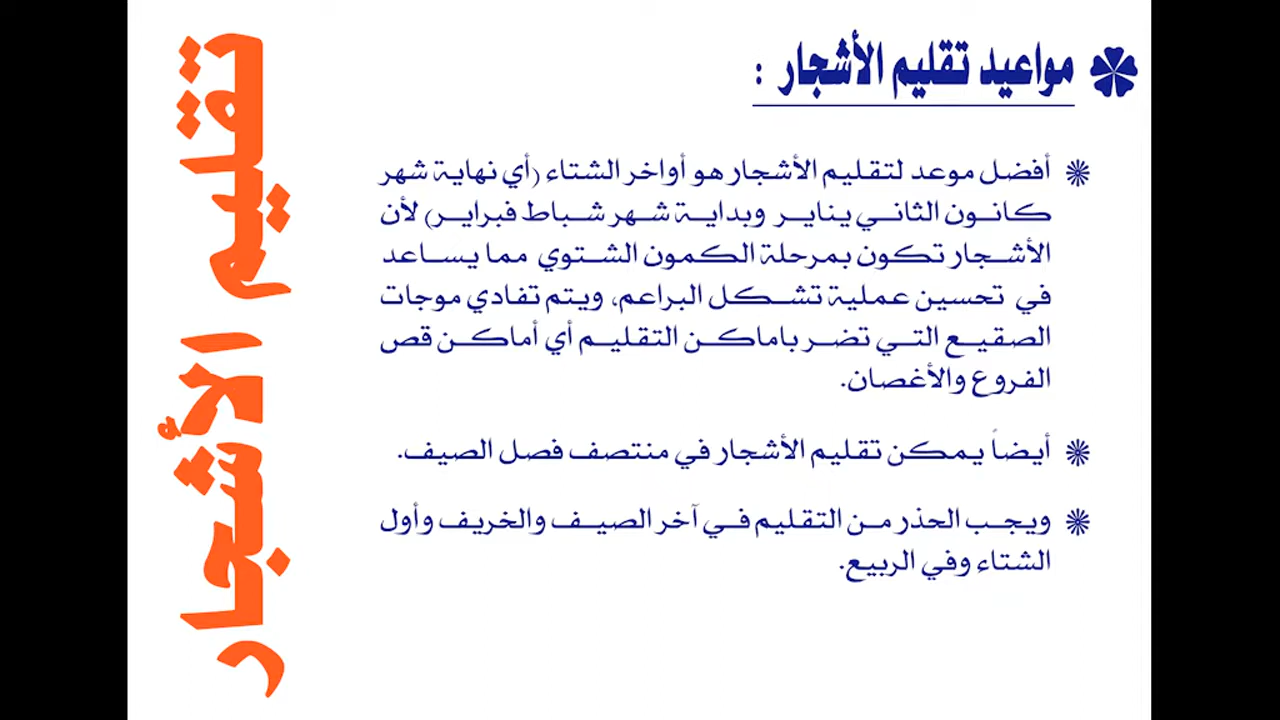 مواعيد تقليم الأشجار :
أفضل موعد لتقليم الأشجار هو أواخر الشتاء (أي نهاية شهر
كانون الثاني يناير وبداية شهر شباط فبراير) لأن
الأشجار تكون بمرحلة الكمون الشتوي مما يساعد
في تحسين عملية تشكل البراعم، ويتم تفادي موجات
الصقيع التي تضر باماكن التقليم أي أماكن قص
الفروع والأغصان.
أيضاً يمكن تقليم الأشجار في منتصف فصل الصيف.
ويجب الحذر من التقليم في آخر الصيف والخريف وأول
الشتاء وفي الربيع.
تقليم الأشجار